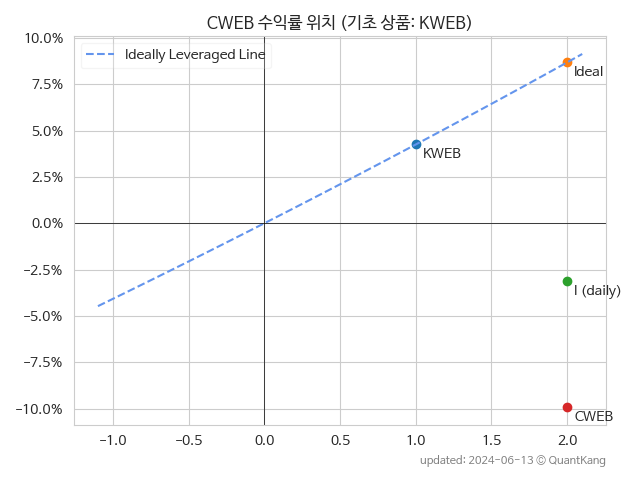 CWEB 수익률 위치 (기초 상품: KWEB)
10.0%
Ideally Leveraged Line
Ideal
7.5%
5.0%
KWEB
2.5%
0.0%
−2.5%
I (daily)
−5.0%
−7.5%
−10.0%
CWEB
−1.0 −0.5 0.0 0.5 1.0 1.5 2.0
updated: 2024-06-13 ⓒ QuantKang